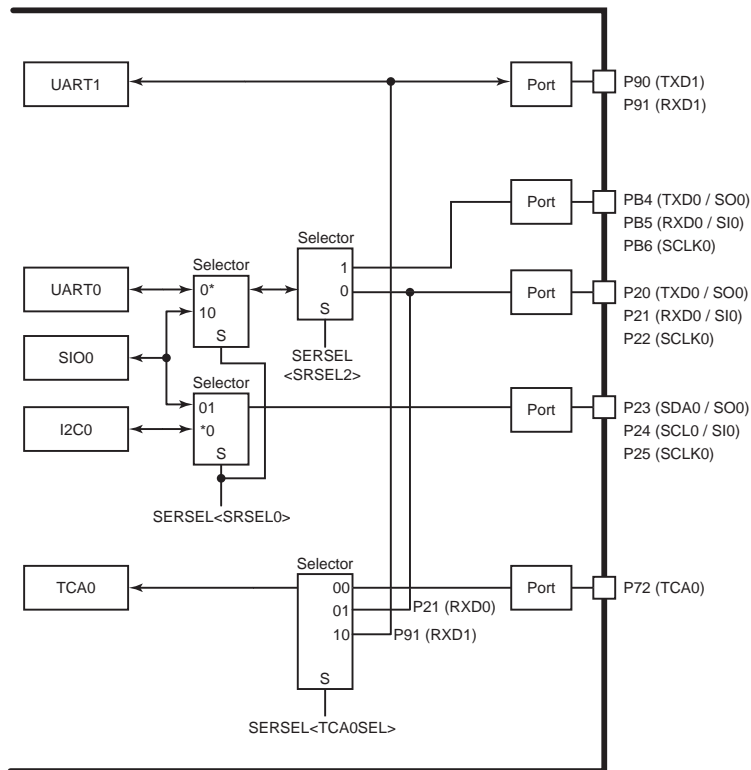 UART1
Port
P90 (TXD1)
P91 (RXD1)
Port
PB4 (TXD0 / SO0)
PB5 (RXD0 / SI0)
PB6 (SCLK0)
Selector
1
0
S
SERSEL
<SRSEL2>
Selector
UART0
0*
10
S
Port
P20 (TXD0 / SO0)
P21 (RXD0 / SI0)
P22 (SCLK0)
SIO0
Selector
01
I2C0
*0
S
Port
P23 (SDA0 / SO0)
P24 (SCL0 / SI0)
P25 (SCLK0)
SERSEL<SRSEL0>
Selector
TCA0
00
Port
P72 (TCA0)
01
P21 (RXD0)
10
P91 (RXD1)
S
SERSEL<TCA0SEL>